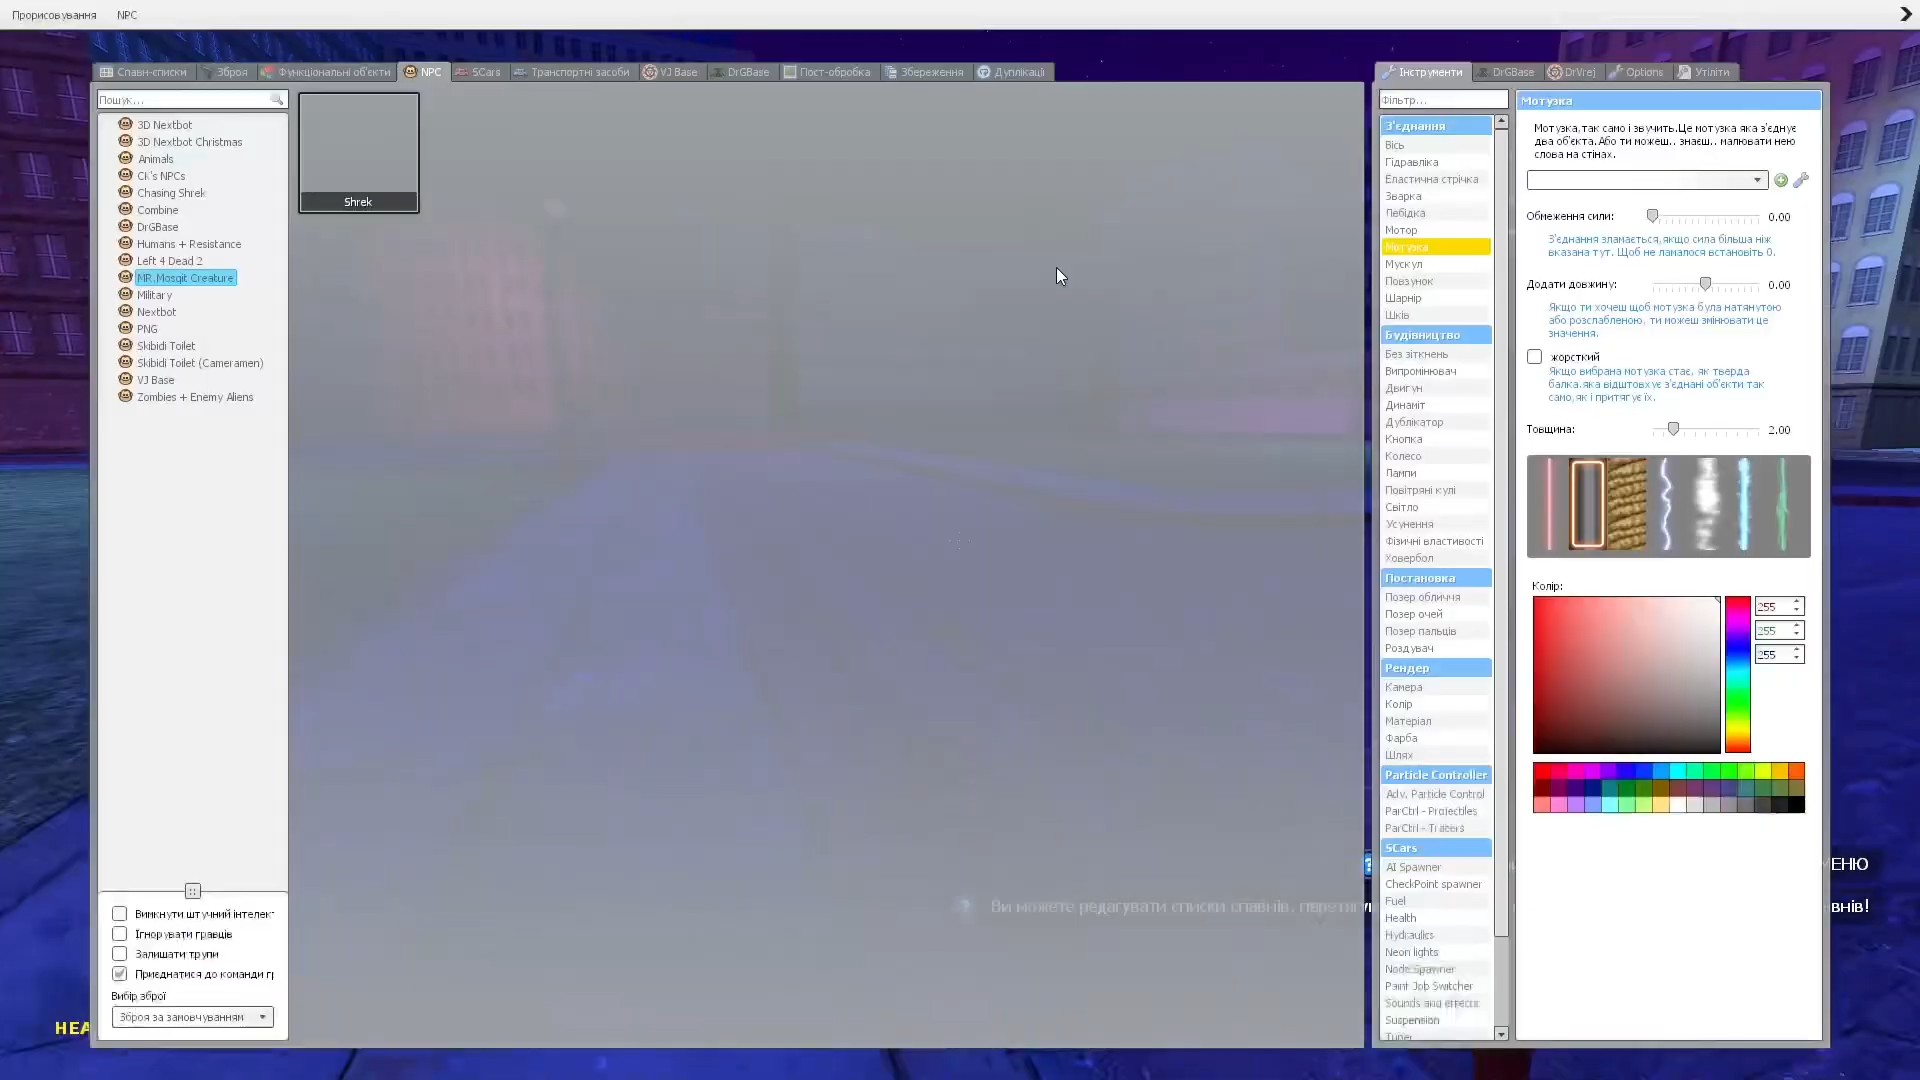 Прорисовування NPC
Спавн-списки Зброя Функціональні об'єкти NPC SCars Транспортні засоби VJ Base DrGBase Пост-обробка Збереження Дуплікації
Пошук...
3D Nextbot
3D Nextbot Christmas
Animals
Ck's NPCs
Chasing Shrek
Combine
DrGBase
Humans + Resistance
Left 4 Dead 2
MR.Mosqit Creature
Military
Nextbot
PNG
Skibidi Toilet
Skibidi Toilet (Cameramen)
VJ Base
Zombies + Enemy Aliens
Вимкнути штучний інтелект
Ігнорувати гравців
Залишати трупи
Приєднатися до команди гр
Вибір зброї
Зброя за замовчуванням
HEA
Shrek
Ви можете редагувати списки спавнів,
Інструменти DrGBase DrVrej Options Утіліти
Фільтр...
З'єднання
Вісь
Гідравліка
Еластична стрічка
Зварка
Лебідка
Мотор
Мотузка
Мускул
Повзунок
Шарнір
Шків
Будівництво
Без зіткнень
Випромінювач
Двигун
Динаміт
Дублікатор
Кнопка
Колесо
Лампи
Повітряні кулі
Світло
Усунення
Фізичні властивості
Ховербол
Постановка
Позер обличчя
Позер очей
Позер пальців
Роздувач
Рендер
Камера
Колір
Матеріал
Фарба
Шлях
Particle Controller
Adv. Particle Control
ParCtrl - Projectiles
ParCtrl - Tracers
SCars
AI Spawner
CheckPoint spawner
Fuel
Health
Hydraulics
Neon lights
Node Spawner
Paint Job Switcher
Sounds and effects
Suspension
Tuner
Мотузка
Мотузка,так само і звучить.Це мотузка яка з'єднує
два об'єкта.Або ти можеш.. знаєш.. малювати нею
слова на стінах.
Обмеження сили: 0.00
З'єднання зламається,якщо сила більша ніж
вказана тут. Щоб не ламалося встановіть 0.
Додати довжину: 0.00
Якщо ти хочеш щоб мотузка була натянутою
або розслабленою, ти можеш змінювати це
значення.
жорсткий
Якщо вибрана мотузка стає, як тверда
балка,яка відштовхує з'єднані об'єкти так
само,як і притягує їх.
Товщина: 2.00
Колір:
255
255
255
МЕНЮ
внів!